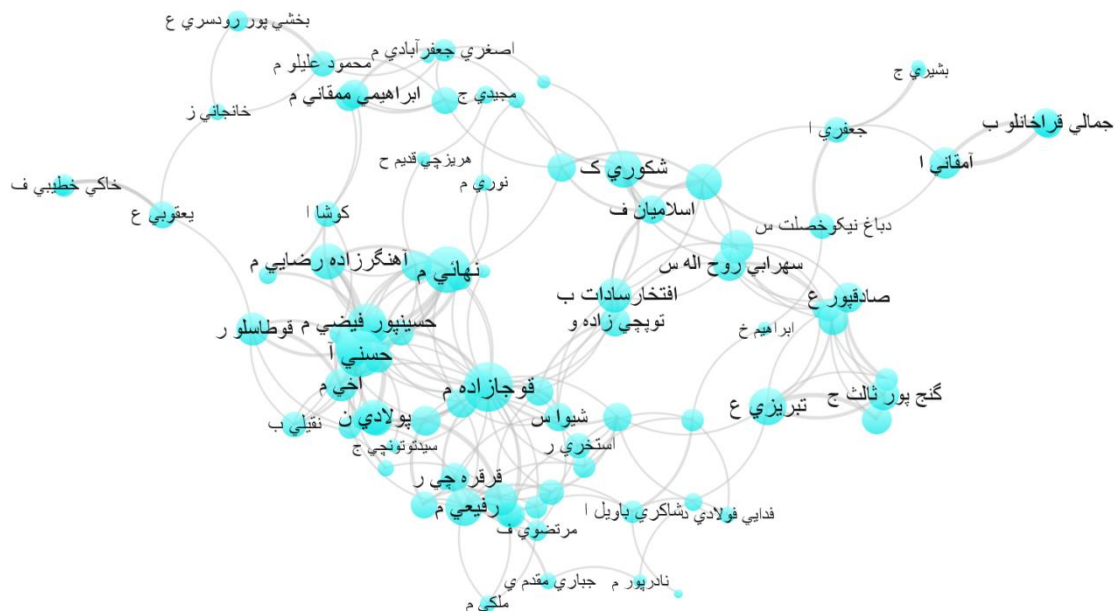 بخشي پور رودسري ع
اصغري جعفرآبادي م
محمود عليلو م
بشيري ج
ابراهيمي ممقاني م
مجيدي ج
خانجاني ز
جمالي قراخانلو ب
جعفري ا
آمقاني ا
هريزچي قديم ح
شكوري ک
نوري م
خاكي خطيبي ف
يعقوبي ع
كوشا ا
اسلاميان ف
دباغ نيكوخصلت س
آهنگرزاده رضايي م
نهائي م
سهرابي روح اله س
افتخارسادات ب
صادقپور ع
حسينپور فيضي م
توپچي زاده و
ابراهيم خ
قوطاسلو ر
حسني آ
اخي م
قوجازاده م
گنج پور ثالث ج
تبريزي ع
پولادي ن
شيوا س
نقيلي ب
استخري ر
سيدتوتونچي ج
قرقره چي ر
رفيعي م
شاكري باويل ا
فدايي فولادي د
مرتضوي ف
جباري مقدم ي
نادرپور م
ملكي م